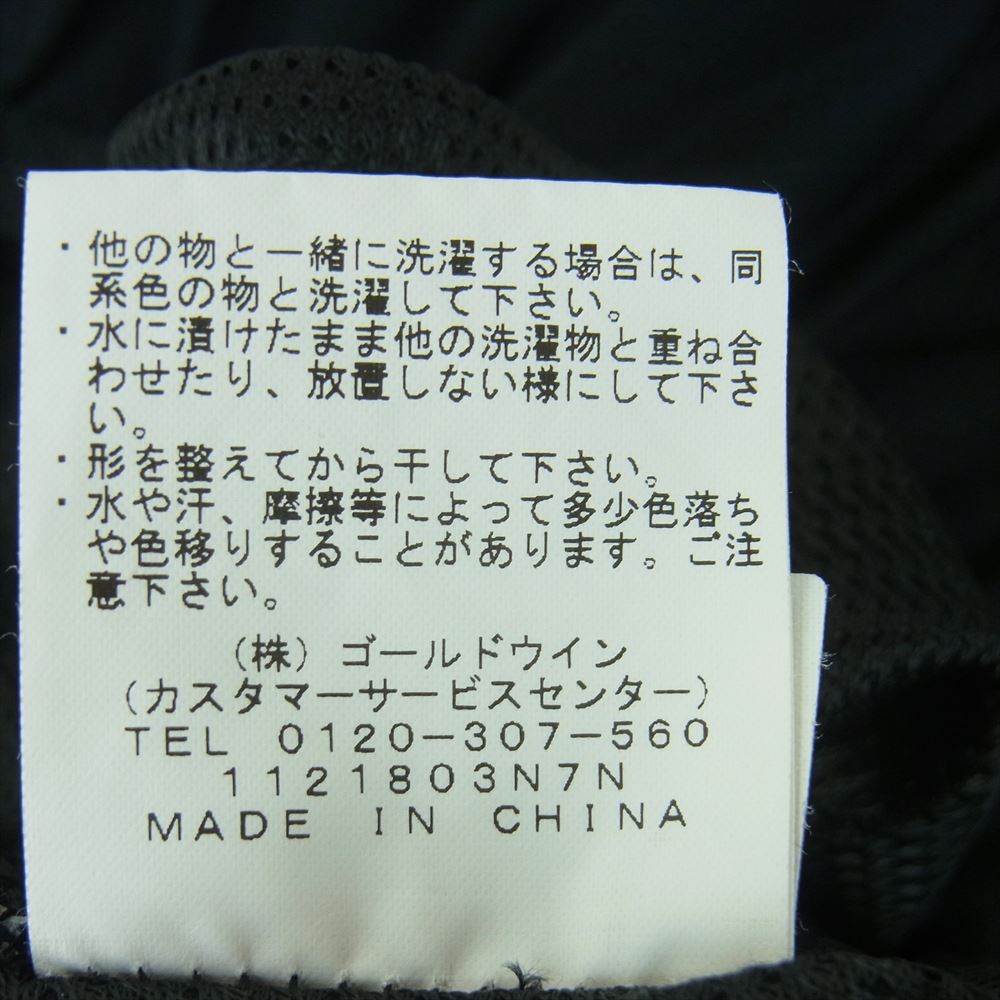 ・他の物と一緒に洗濯する場合は、同
系色の物と洗濯して下さい。
・水に漬けたまま他の洗濯物と重ね合
わせたり、放置しない様にして下さ
い。
・形を整えてから干して下さい。
・水や汗、摩擦等によって多少色落ち
や色移りすることがあります。ご注
意下さい。
(株)ゴールドウイン
(カスタマーサービスセンター)
TEL 0120-307-560
1121803N7N
MADE IN CHINA